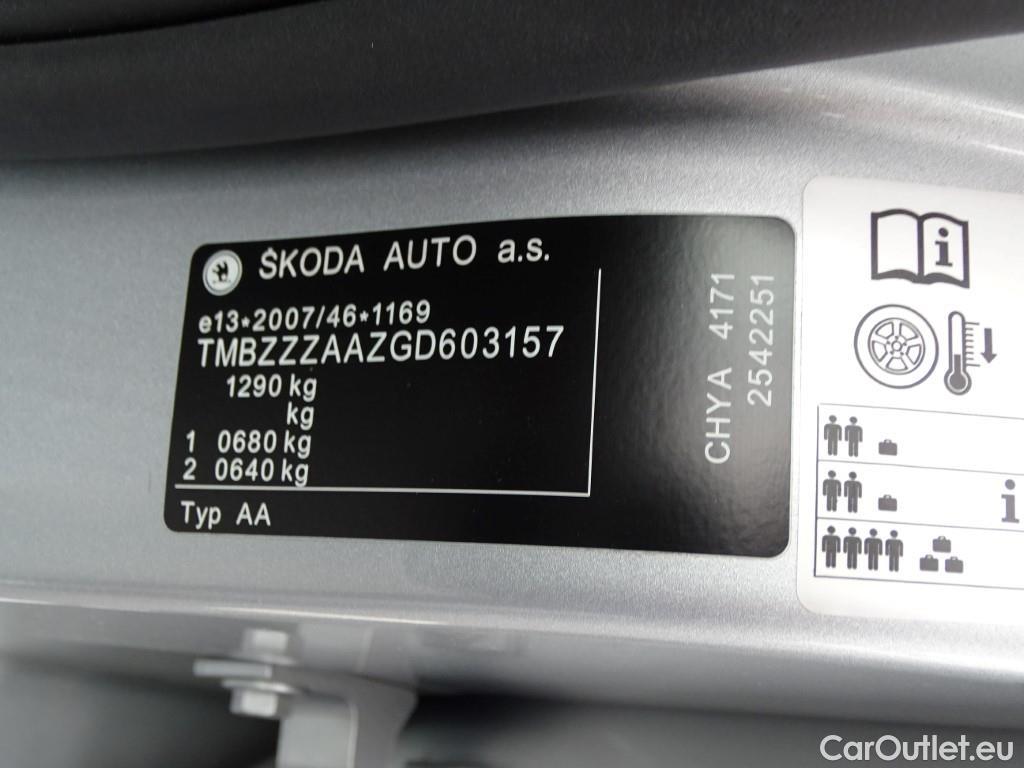 ŠKODA AUTO a.s.
e13*2007/46*1169
TMBZZZAAZGD603157
1290 kg
kg
1 0680 kg
2 0640 kg
Typ AA
CHYA 4171
2542251
i
i
CarOutlet.eu